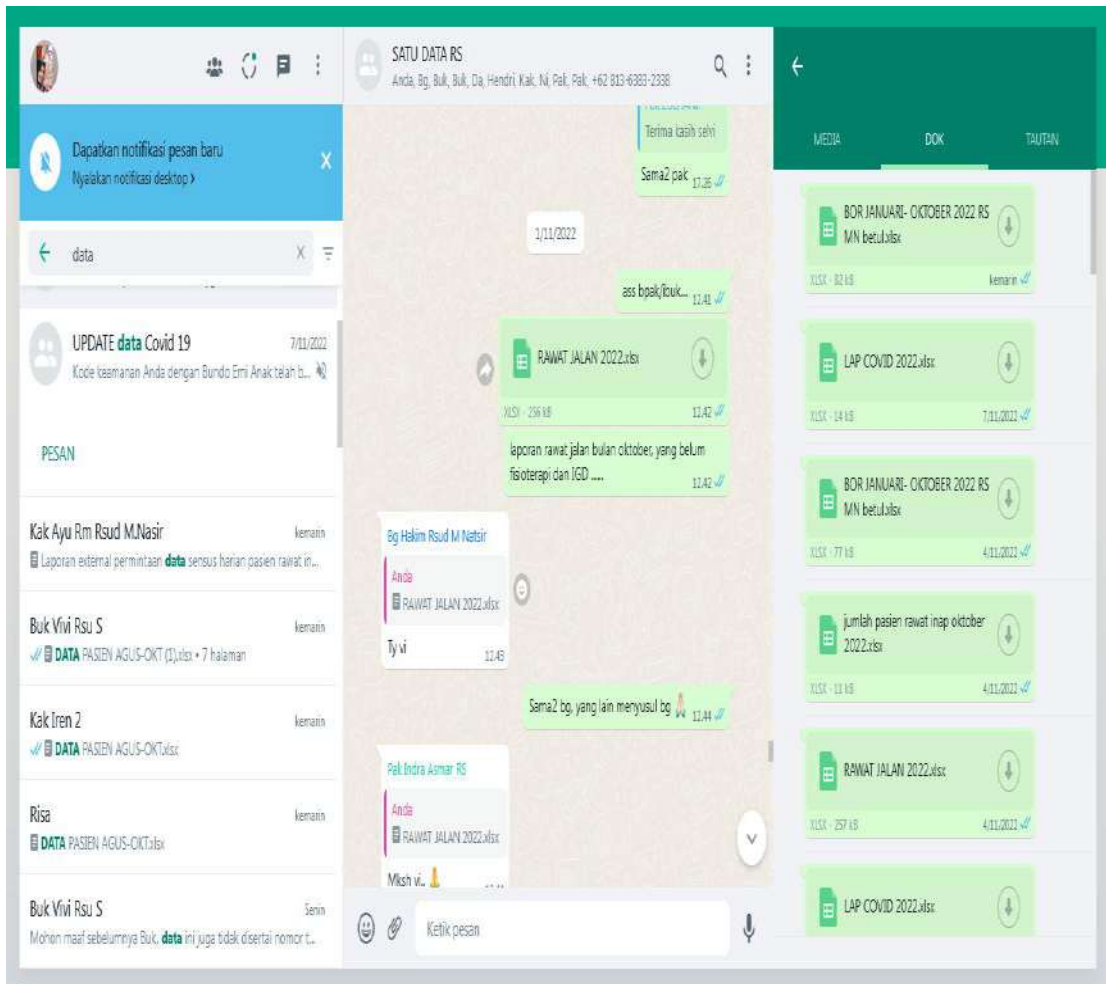 Dapatkan notifikasi pesan baru
Nyalakan notifikasi desktop >
data
UPDATE data Covid 19
7/11/2022
Kode keamanan Anda dengan Bundo Emi Anak telah b...
PESAN
Kak Ayu Rm Rsud M.Nasir
kemarin
Laporan external permintaan data sensus harian pasien rawat in...
Buk Vivi Rsu S
kemarin
DATA PASIEN AGUS-OKT (1).xlsx • 7 halaman
Kak Iren 2
kemarin
DATA PASIEN AGUS-OKT.xlsx
Risa
kemarin
DATA PASIEN AGUS-OKT.xlsx
Buk Vivi Rsu S
Senin
Mohon maaf sebelumnya Buk, data ini juga tidak disertai nomor t...
SATU DATA RS
Anda, Bg, Buk, Buk, Da, Hendri, Kak, Ni, Pak, Pak, +62 813-6383-2338
Terima kasih selvi
Sama2 pak
17.26
1/11/2022
ass bpak/ibuk...
12.41
RAWAT JALAN 2022.xlsx
XLSX • 256 kB
12.42
laporan rawat jalan bulan oktober, yang belum
fisioterapi dan IGD .....
12.42
Bg Hakim Rsud M Natsir
Anda
RAWAT JALAN 2022.xlsx
Ty vi
12.43
Sama2 bg, yang lain menyusul bg 🙏
12.44
Pak Indra Asmar RS
Anda
RAWAT JALAN 2022.xlsx
Mksh vi.. 🙏
Ketik pesan
MEDIA
DOK
TAUTAN
BOR JANUARI- OKTOBER 2022 RS
MN betul.xlsx
XLSX • 82 kB
kemarin
LAP COVID 2022.xlsx
XLSX • 14 kB
7/11/2022
BOR JANUARI- OKTOBER 2022 RS
MN betul.xlsx
XLSX • 77 kB
4/11/2022
jumlah pasien rawat inap oktober
2022.xlsx
XLSX • 11 kB
4/11/2022
RAWAT JALAN 2022.xlsx
XLSX • 257 kB
4/11/2022
LAP COVID 2022.xlsx